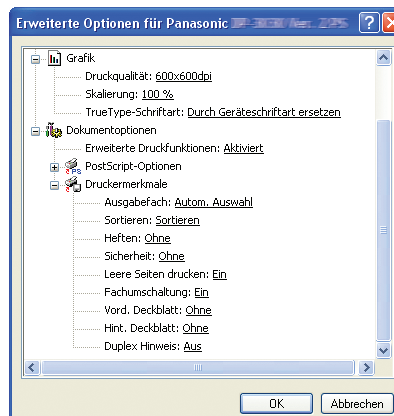 Erweiterte Optionen für Panasonic
Grafik
Druckqualität: 600x600dpi
Skalierung: 100 %
TrueType-Schriftart: Durch Geräteschriftart ersetzen
Dokumentoptionen
Erweiterte Druckfunktionen: Aktiviert
PostScript-Optionen
Druckermerkmale
Ausgabefach: Autom. Auswahl
Sortieren: Sortieren
Heften: Ohne
Sicherheit: Ohne
Leere Seiten drucken: Ein
Fachumschaltung: Ein
Vord. Deckblatt: Ohne
Hint. Deckblatt: Ohne
Duplex Hinweis: Aus
OK
Abbrechen